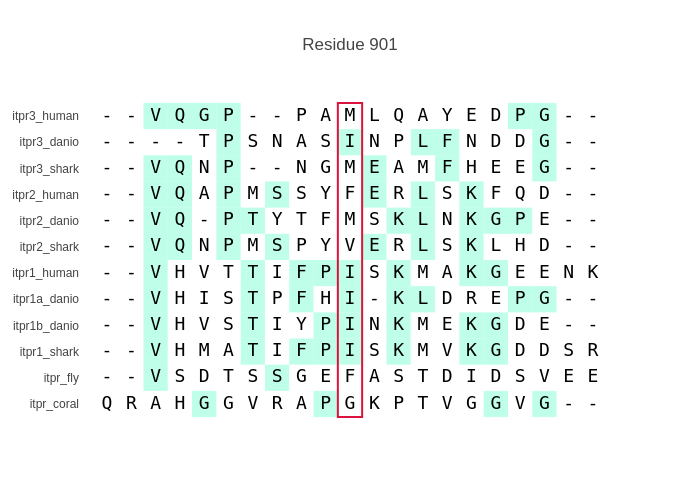 Residue 901
itpr3_human - - V Q G P - - P A M L Q A Y E D P G - -
itpr3_danio - - - - T P S N A S I N P L F N D D G - -
itpr3_shark - - V Q N P - - N G M E A M F H E E G - -
itpr2_human - - V Q A P M S S Y F E R L S K F Q D - -
itpr2_danio - - V Q - P T Y T F M S K L N K G P E - -
itpr2_shark - - V Q N P M S P Y V E R L S K L H D - -
itpr1_human - - V H V T T I F P I S K M A K G E E N K
itpr1a_danio - - V H I S T P F H I - K L D R E P G - -
itpr1b_danio - - V H V S T I Y P I N K M E K G D E - -
itpr1_shark - - V H M A T I F P I S K M V K G D D S R
itpr_fly - - V S D T S S G E F A S T D I D S V E E
itpr_coral Q R A H G G V R A P G K P T V G G V G - -